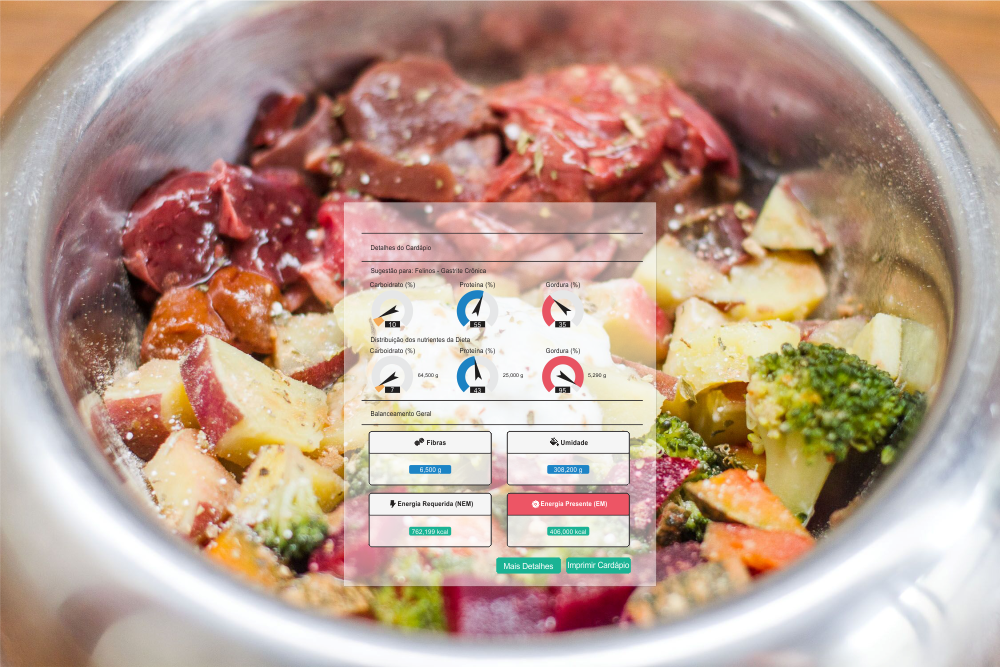 Detalhes do Cardápio
Sugestão para: Felinos - Gastrite Crônica
Carboidrato (%) Proteína (%) Gordura (%)
10 55 35
Distribuição dos nutrientes da Dieta
Carboidrato (%) Proteína (%) Gordura (%)
64,500 g 25,000 g 5,290 g
7 43 95
Balanceamento Geral
Fibras Umidade
6,500 g 308,200 g
Energia Requerida (NEM) Energia Presente (EM)
762,199 kcal 406,000 kcal
Mais Detalhes Imprimir Cardápio